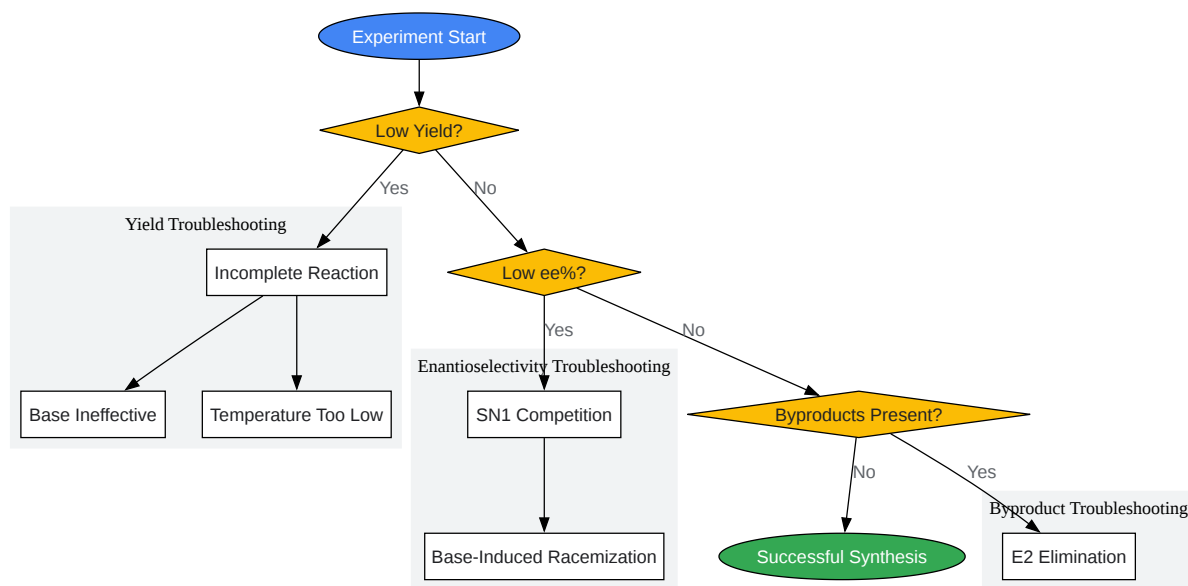 Experiment Start
Low Yield?
Yes
No
Yield Troubleshooting
Incomplete Reaction
Low ee%?
Yes
No
Enantioselectivity Troubleshooting
Base Ineffective
Temperature Too Low
SN1 Competition
Byproducts Present?
No
Yes
Byproduct Troubleshooting
Base-Induced Racemization
Successful Synthesis
E2 Elimination